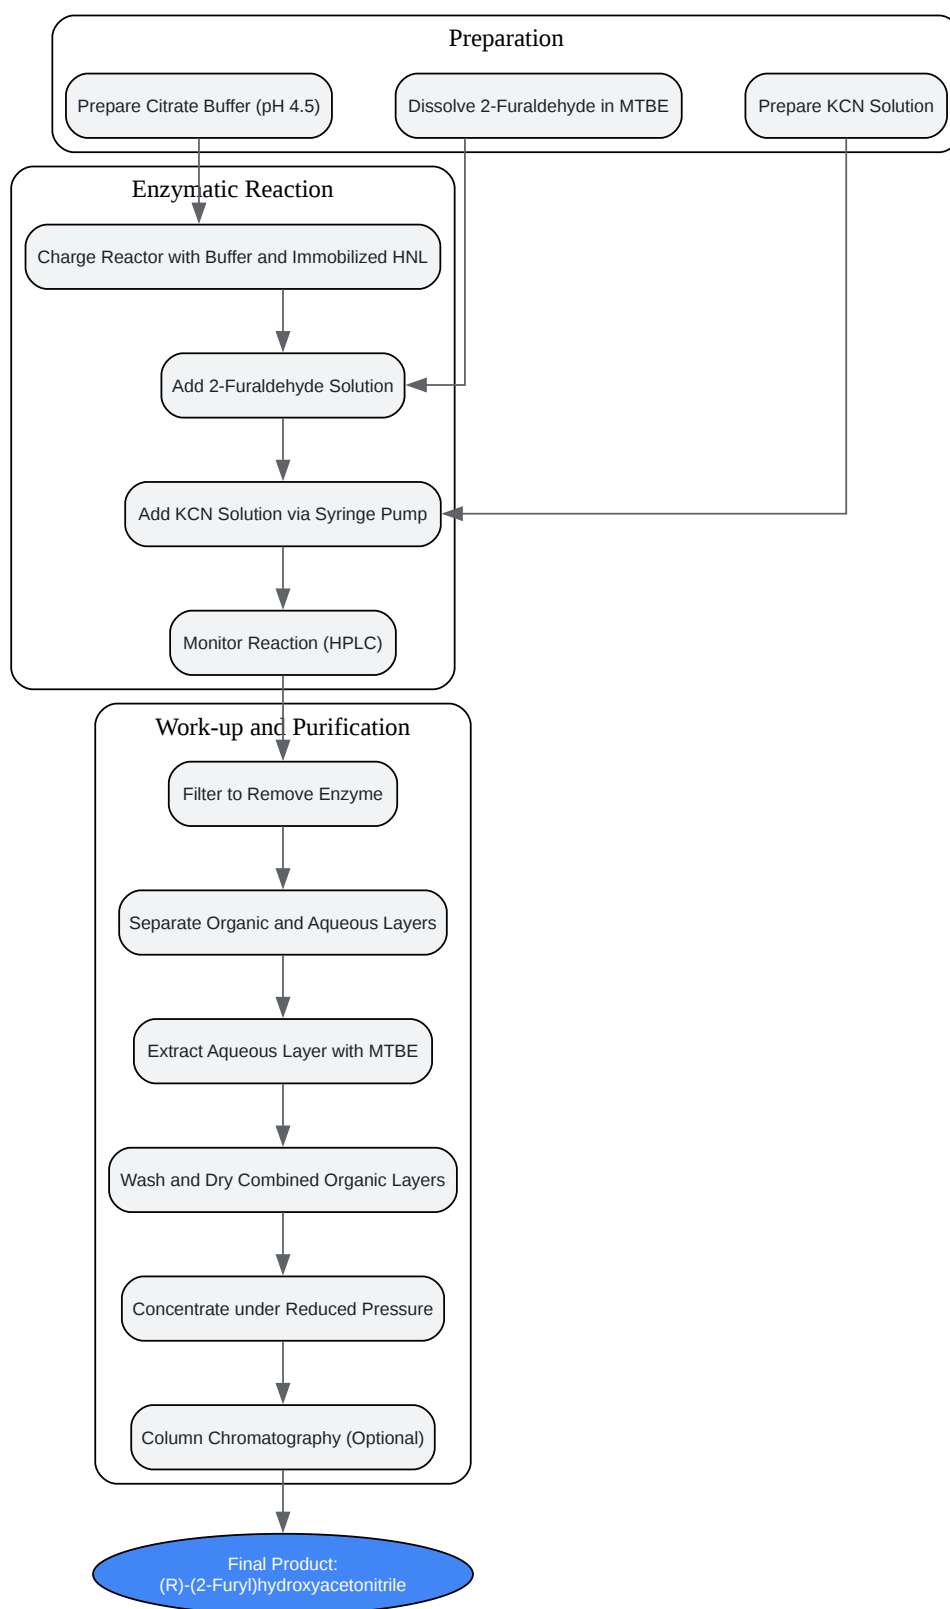 Preparation
Prepare Citrate Buffer (pH 4.5)
Dissolve 2-Furaldehyde in MTBE
Prepare KCN Solution
Enzymatic Reaction
Charge Reactor with Buffer and Immobilized HNL
Add 2-Furaldehyde Solution
Add KCN Solution via Syringe Pump
Monitor Reaction (HPLC)
Work-up and Purification
Filter to Remove Enzyme
Separate Organic and Aqueous Layers
Extract Aqueous Layer with MTBE
Wash and Dry Combined Organic Layers
Concentrate under Reduced Pressure
Column Chromatography (Optional)
Final Product:
(R)-(2-Furyl)hydroxyacetonitrile